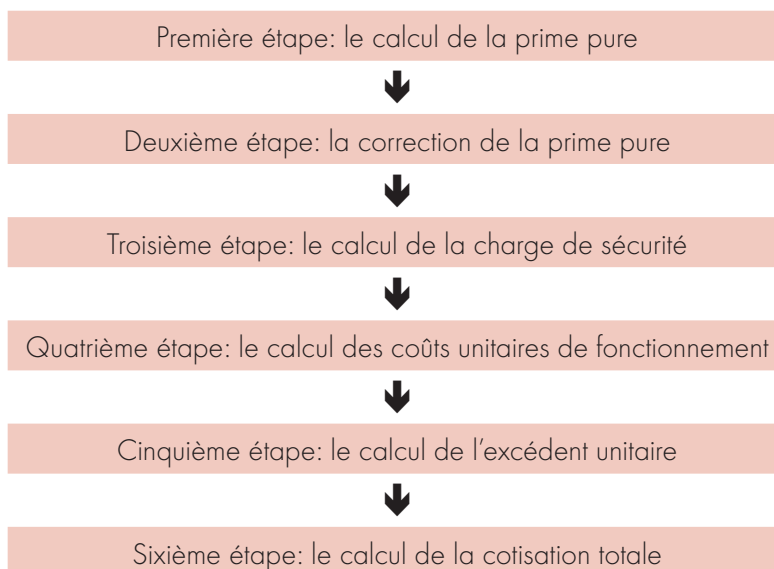 Première étape: le calcul de la prime pure
Deuxième étape: la correction de la prime pure
Troisième étape: le calcul de la charge de sécurité
Quatrième étape: le calcul des coûts unitaires de fonctionnement
Cinquième étape: le calcul de l'excédent unitaire
Sixième étape: le calcul de la cotisation totale